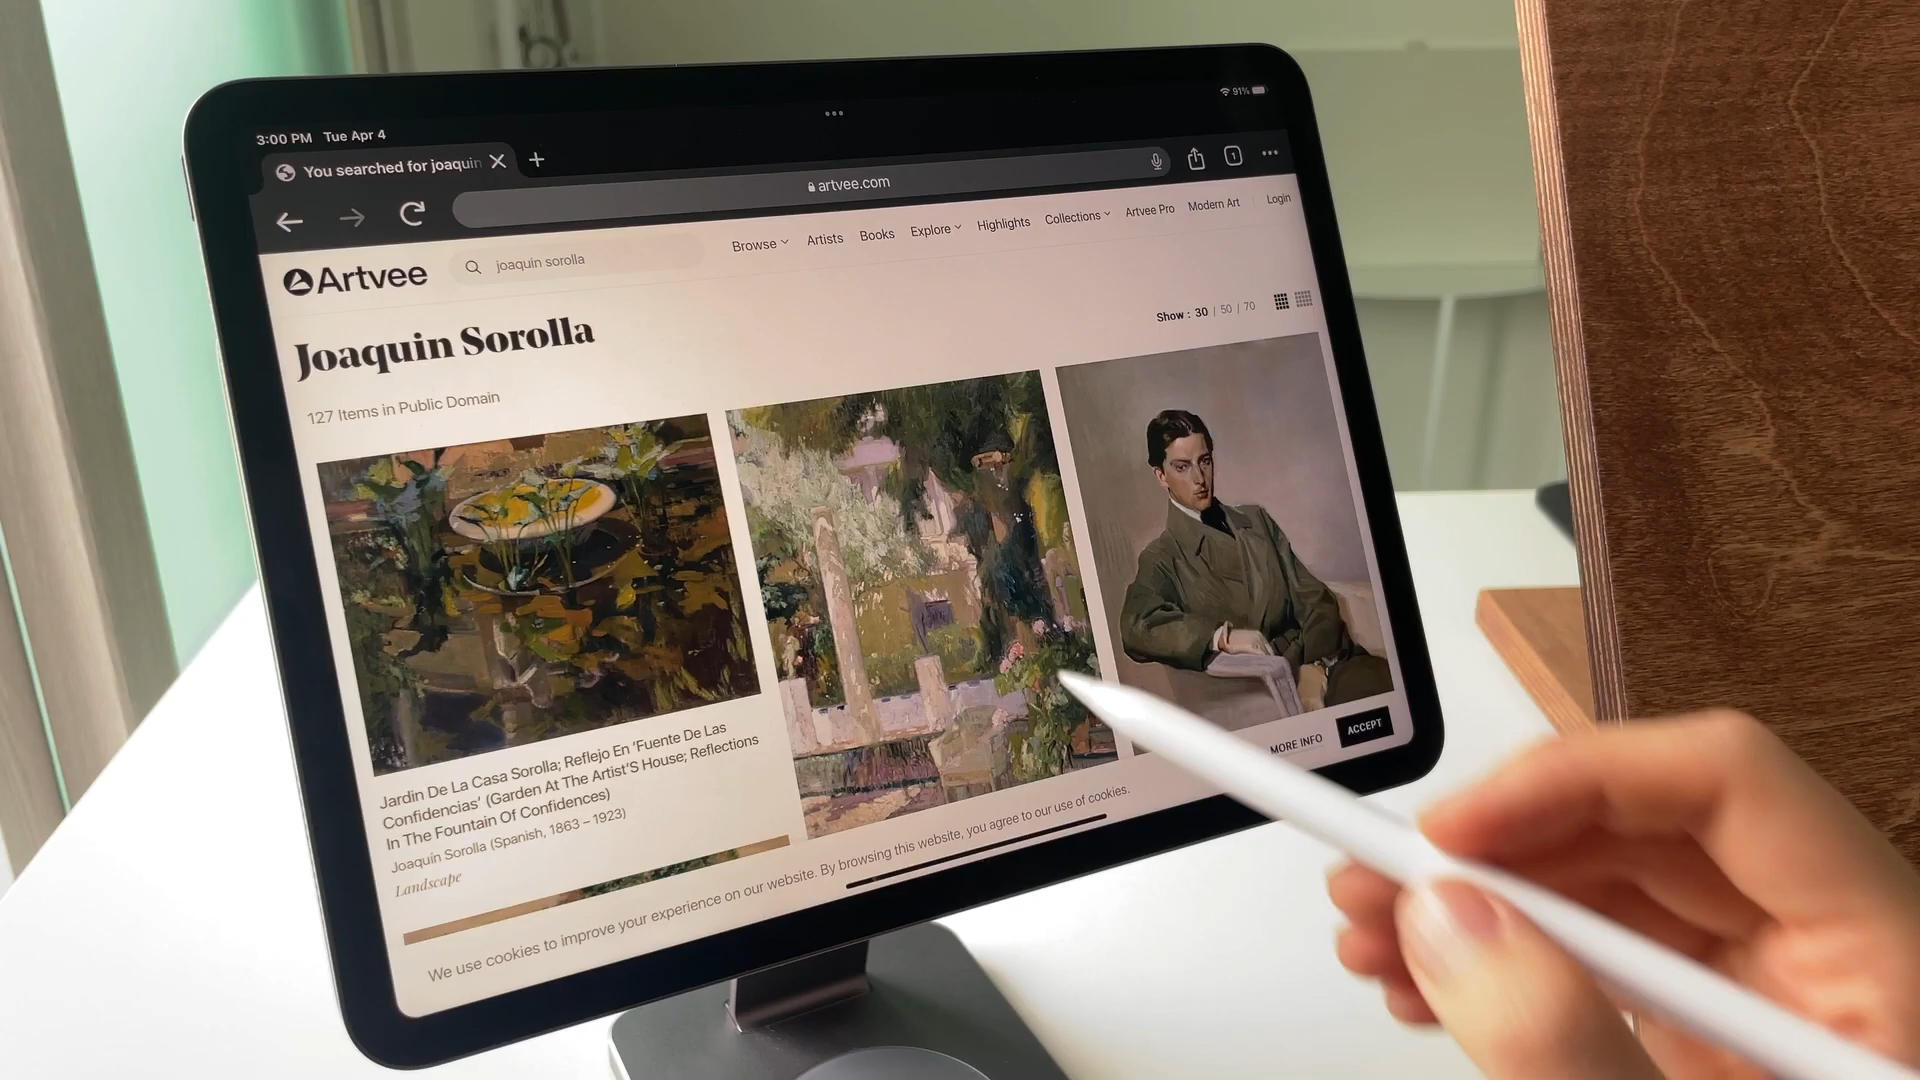 3:00 PM Tue Apr 4
91%
You searched for joaquin
artvee.com
1
Artvee
joaquin sorolla
Browse
Artists
Books
Explore
Highlights
Collections
Artvee Pro
Modern Art
Login
Joaquin Sorolla
Show : 30 / 50 / 70
127 Items in Public Domain
Jardin De La Casa Sorolla; Reflejo En ‘Fuente De Las
Confidencias’ (Garden At The Artist’S House; Reflections
In The Fountain Of Confidences)
Joaquín Sorolla (Spanish, 1863 – 1923)
Landscape
We use cookies to improve your experience on our website. By browsing this website, you agree to our use of cookies.
MORE INFO
ACCEPT